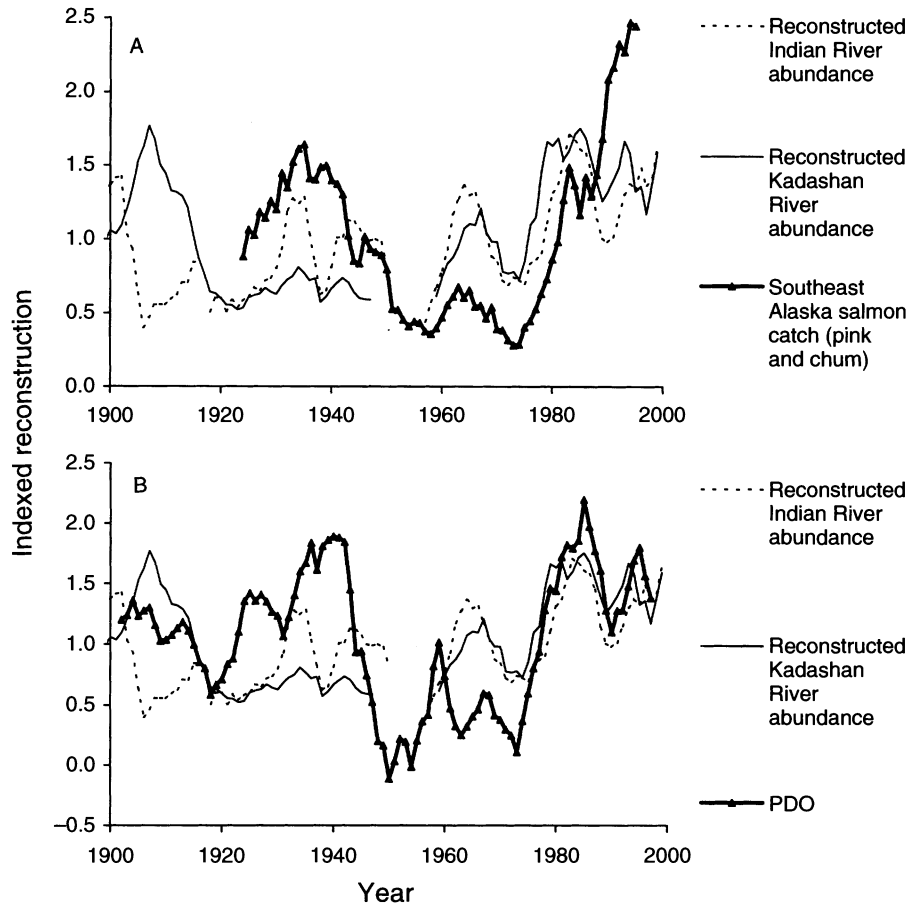 2.5
2.0
1.5
1.0
0.5
0.0
A
1900
1920
1940
1960
1980
2000
Reconstructed
Indian River
abundance
Reconstructed
Kadashan
River
abundance
Southeast
Alaska salmon
catch (pink
and chum)
Indexed reconstruction
2.5
2.0
1.5
1.0
0.5
0.0
−0.5
B
1900
1920
1940
1960
1980
2000
Reconstructed
Indian River
abundance
Reconstructed
Kadashan
River
abundance
PDO
Year